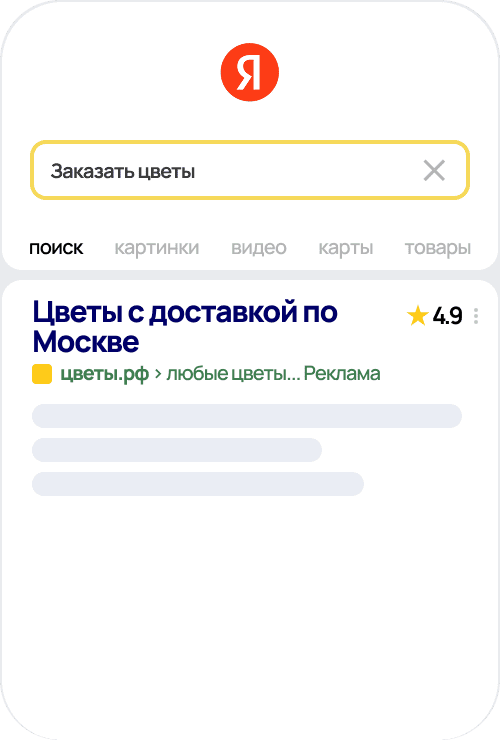 Я
Заказать цветы
поиск картинки видео карты товары
Цветы с доставкой по
Москве
4.9
цветы.рф › любые цветы... Реклама